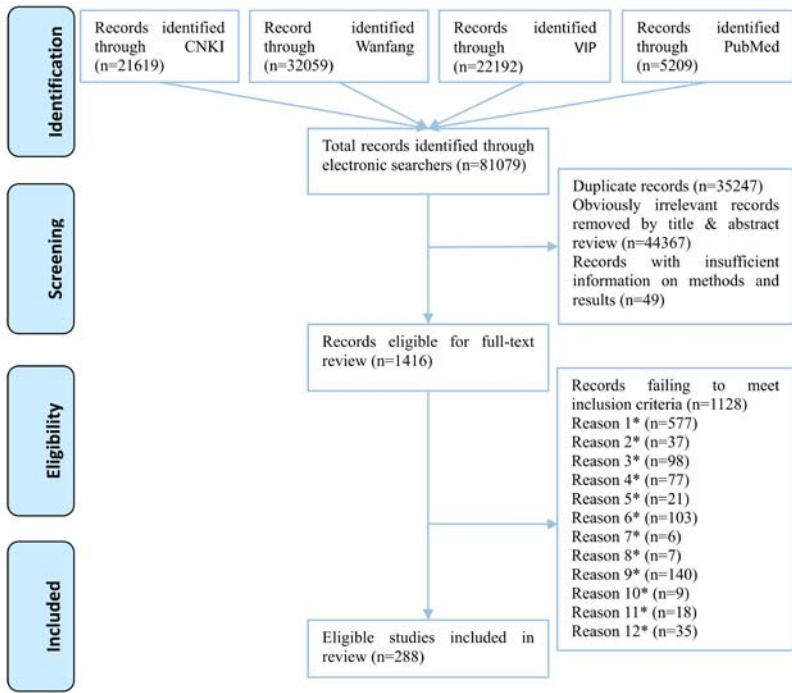 Identification
Records identified
through CNKI
(n=21619)
Record identified
through Wanfang
(n=32059)
Records identified
through VIP
(n=22192)
Records identified
through PubMed
(n=5209)
Total records identified through
electronic searchers (n=81079)
Screening
Duplicate records (n=35247)
Obviously irrelevant records
removed by title & abstract
review (n=44367)
Records with insufficient
information on methods and
results (n=49)
Records eligible for full-text
review (n=1416)
Eligibility
Records failing to meet
inclusion criteria (n=1128)
Reason 1* (n=577)
Reason 2* (n=37)
Reason 3* (n=98)
Reason 4* (n=77)
Reason 5* (n=21)
Reason 6* (n=103)
Reason 7* (n=6)
Reason 8* (n=7)
Reason 9* (n=140)
Reason 10* (n=9)
Reason 11* (n=18)
Reason 12* (n=35)
Included
Eligible studies included in
review (n=288)